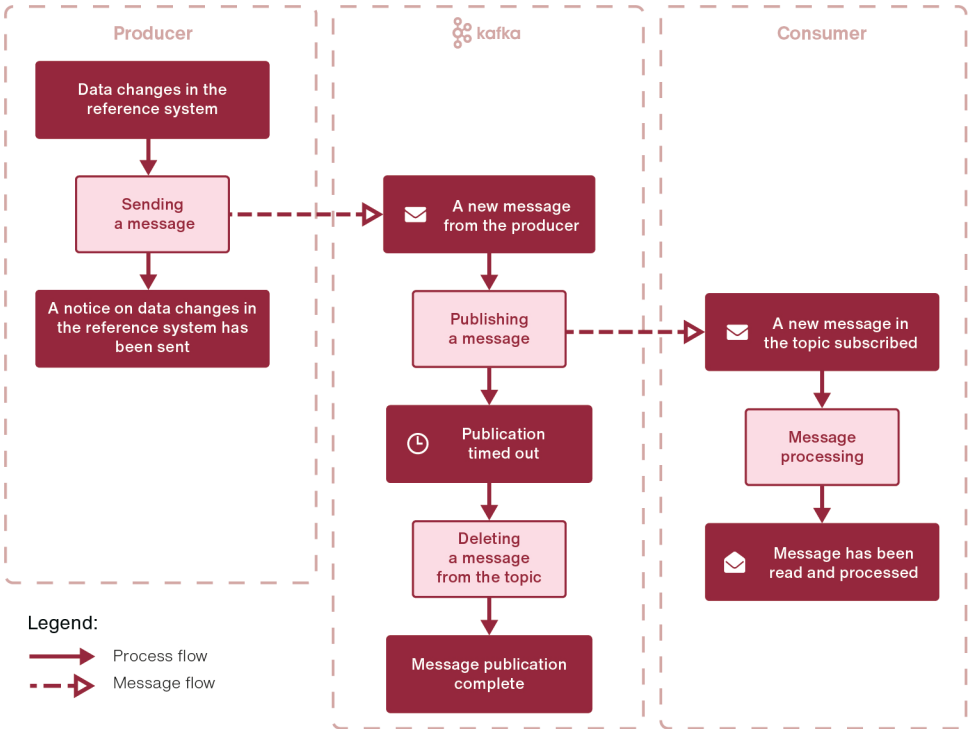 Producer
Data changes in the
reference system
Sending
a message
A notice on data changes in
the reference system has
been sent
kafka
A new message
from the producer
Publishing
a message
Publication
timed out
Deleting
a message
from the topic
Message publication
complete
Consumer
A new message in
the topic subscribed
Message
processing
Message has been
read and processed
Legend:
Process flow
Message flow